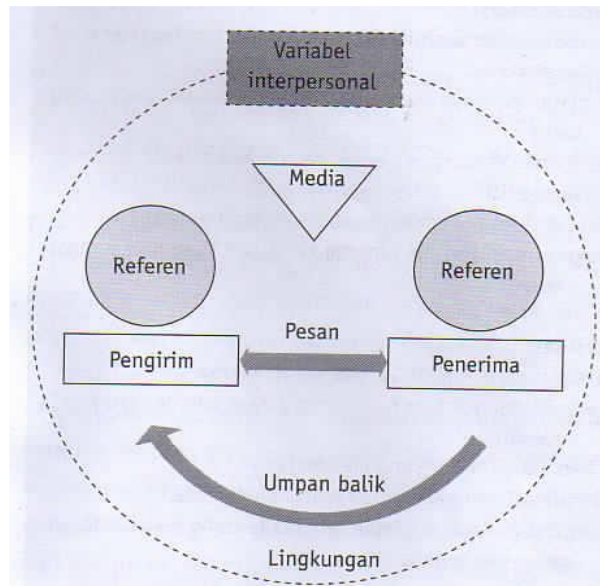 Variabel
interpersonal
Media
Referen
Referen
Pesan
Pengirim
Penerima
Umpan balik
Lingkungan